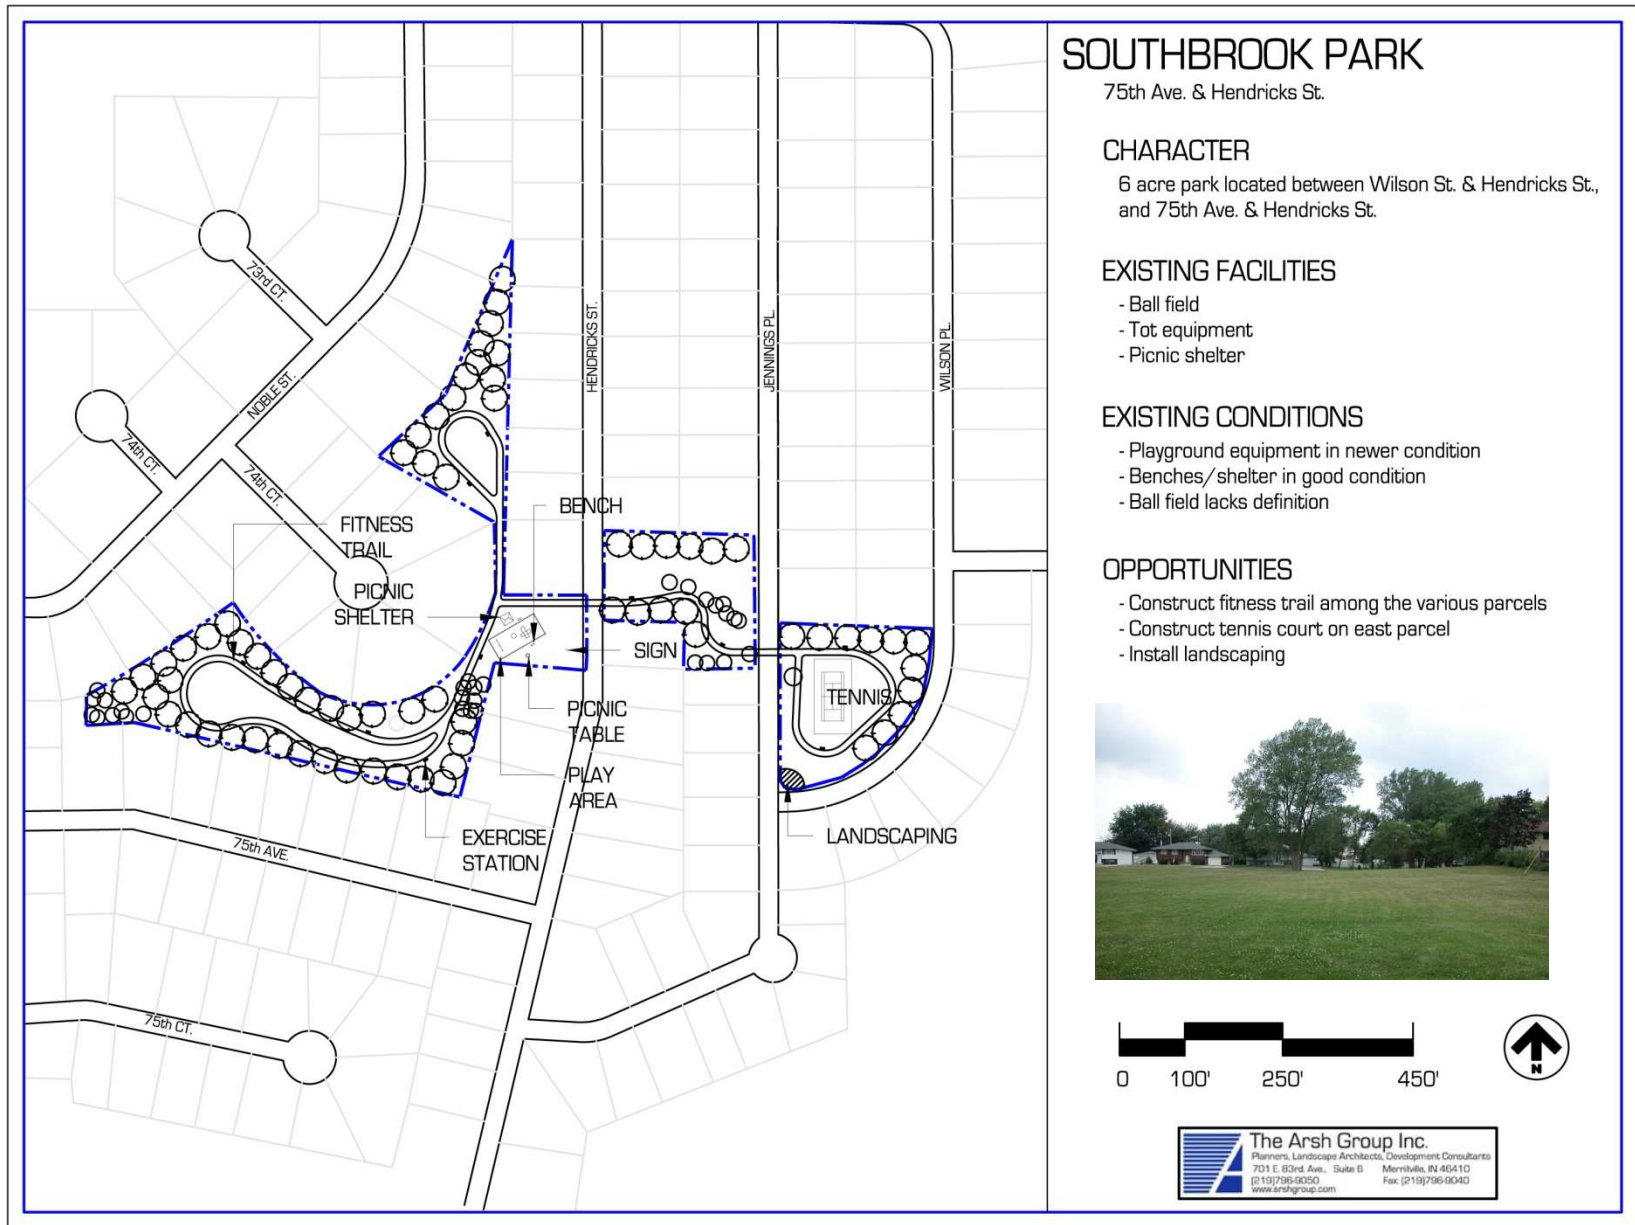 SOUTHBROOK PARK
75th Ave. & Hendricks St.
CHARACTER
6 acre park located between Wilson St. & Hendricks St.,
and 75th Ave. & Hendricks St.
EXISTING FACILITIES
- Ball field
- Tot equipment
- Picnic shelter
EXISTING CONDITIONS
- Playground equipment in newer condition
- Benches/shelter in good condition
- Ball field lacks definition
OPPORTUNITIES
- Construct fitness trail among the various parcels
- Construct tennis court on east parcel
- Install landscaping
73rd CT.
NOBLE ST.
74th CT.
74th CT.
HENDRICKS ST.
JENNINGS PL.
WILSON PL.
BENCH
FITNESS
TRAIL
PICNIC
SHELTER
SIGN
TENNIS
PICNIC
TABLE
PLAY
AREA
EXERCISE
STATION
LANDSCAPING
75th AVE.
75th CT.
0 100' 250' 450'
N
The Arsh Group Inc.
Planners, Landscape Architects, Development Consultants
701 E. 83rd. Ave., Suite 6 Merrillville, IN 46410
(219)796-9050 Fax: (219)796-9040
www.arshgroup.com